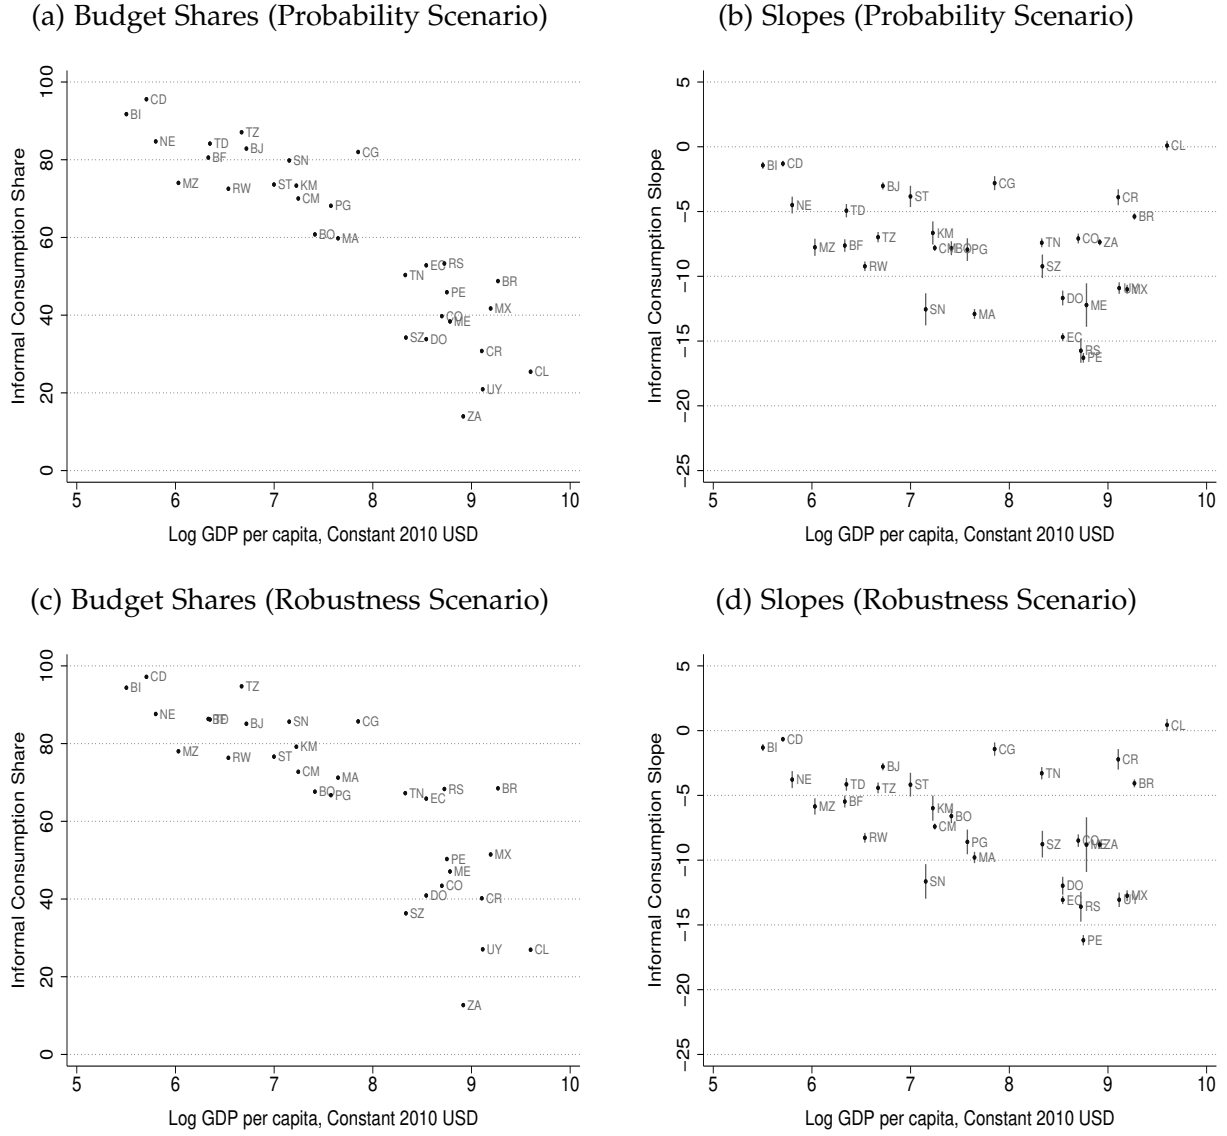 (a) Budget Shares (Probability Scenario)
Informal Consumption Share
100
80
60
40
20
0
CD
BI
NE
TD
TZ
BF
BJ
MZ
RW
SN
CG
ST
KM
CM
PG
BO
MA
TN
EC
RS
BR
PE
MX
CO
ME
SZ
DO
CR
CL
UY
ZA
5 6 7 8 9 10
Log GDP per capita, Constant 2010 USD
(b) Slopes (Probability Scenario)
Informal Consumption Slope
5
0
−5
−10
−15
−20
−25
CL
BI
CD
BJ
CG
NE
TD
ST
CR
BR
MZ
BF
TZ
KM
RW
CM
BO
PG
TN
CO
ZA
SZ
SN
MA
DO
ME
UY
MX
EC
RS
PE
5 6 7 8 9 10
Log GDP per capita, Constant 2010 USD
(c) Budget Shares (Robustness Scenario)
Informal Consumption Share
100
80
60
40
20
0
CD
BI
TZ
NE
BF
TD
BJ
SN
CG
MZ
RW
ST
KM
CM
MA
BO
PG
TN
EC
RS
BR
PE
MX
ME
CO
DO
CR
SZ
UY
CL
ZA
5 6 7 8 9 10
Log GDP per capita, Constant 2010 USD
(d) Slopes (Robustness Scenario)
Informal Consumption Slope
5
0
−5
−10
−15
−20
−25
CL
CD
BI
CG
BJ
CR
TN
NE
TD
TZ
ST
BR
MZ
BF
KM
BO
CM
RW
PG
MA
SZ
CO
ME
ZA
SN
DO
EC
RS
MX
UY
PE
5 6 7 8 9 10
Log GDP per capita, Constant 2010 USD